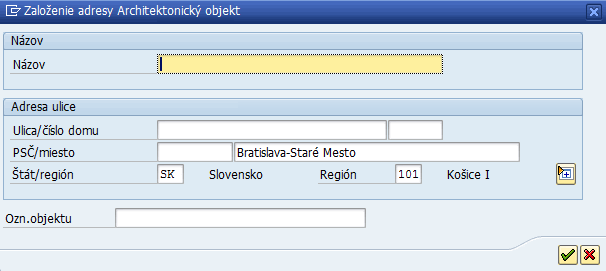 Založenie adresy Architektonický objekt
Názov
Názov
Adresa ulice
Ulica/číslo domu
PSČ/miesto Bratislava-Staré Mesto
Štát/región SK Slovensko Región 101 Košice I
Ozn.objektu